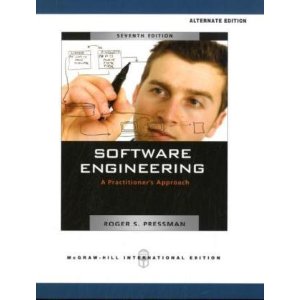 ALTERNATE EDITION
SEVENTH EDITION
SOFTWARE
ENGINEERING
A Practitioner's Approach
ROGER S. PRESSMAN
McGRAW-HILL INTERNATIONAL EDITION